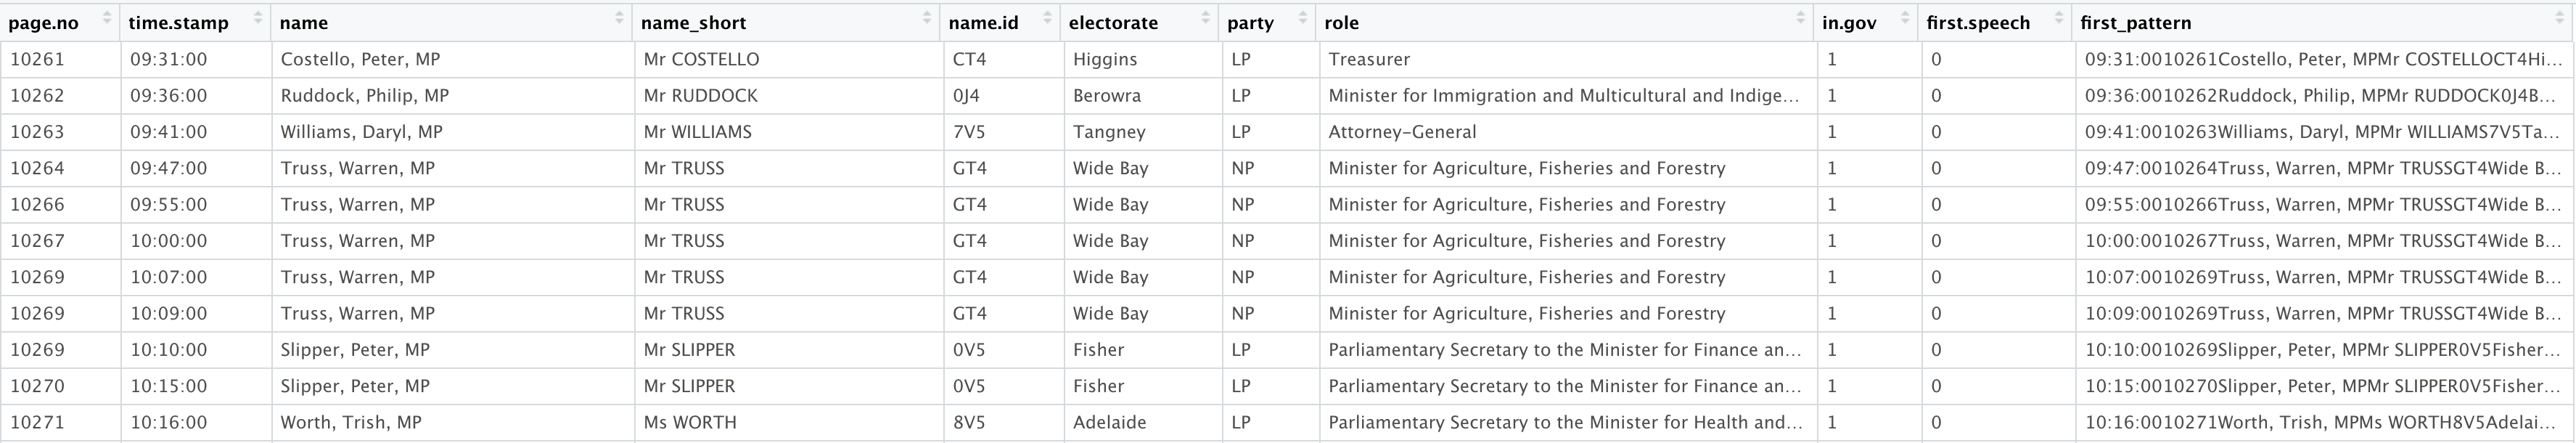 page.no time.stamp name name_short name.id electorate party role in.gov first.speech first_pattern
10261 09:31:00 Costello, Peter, MP Mr COSTELLO CT4 Higgins LP Treasurer 1 0 09:31:0010261Costello, Peter, MPMr COSTELLOCT4Hi...
10262 09:36:00 Ruddock, Philip, MP Mr RUDDOCK 0J4 Berowra LP Minister for Immigration and Multicultural and Indige... 1 0 09:36:0010262Ruddock, Philip, MPMr RUDDOCK0J4B...
10263 09:41:00 Williams, Daryl, MP Mr WILLIAMS 7V5 Tangney LP Attorney-General 1 0 09:41:0010263Williams, Daryl, MPMr WILLIAMS7V5Ta...
10264 09:47:00 Truss, Warren, MP Mr TRUSS GT4 Wide Bay NP Minister for Agriculture, Fisheries and Forestry 1 0 09:47:0010264Truss, Warren, MPMr TRUSSGT4Wide B...
10266 09:55:00 Truss, Warren, MP Mr TRUSS GT4 Wide Bay NP Minister for Agriculture, Fisheries and Forestry 1 0 09:55:0010266Truss, Warren, MPMr TRUSSGT4Wide B...
10267 10:00:00 Truss, Warren, MP Mr TRUSS GT4 Wide Bay NP Minister for Agriculture, Fisheries and Forestry 1 0 10:00:0010267Truss, Warren, MPMr TRUSSGT4Wide B...
10269 10:07:00 Truss, Warren, MP Mr TRUSS GT4 Wide Bay NP Minister for Agriculture, Fisheries and Forestry 1 0 10:07:0010269Truss, Warren, MPMr TRUSSGT4Wide B...
10269 10:09:00 Truss, Warren, MP Mr TRUSS GT4 Wide Bay NP Minister for Agriculture, Fisheries and Forestry 1 0 10:09:0010269Truss, Warren, MPMr TRUSSGT4Wide B...
10269 10:10:00 Slipper, Peter, MP Mr SLIPPER 0V5 Fisher LP Parliamentary Secretary to the Minister for Finance an... 1 0 10:10:0010269Slipper, Peter, MPMr SLIPPER0V5Fisher...
10270 10:15:00 Slipper, Peter, MP Mr SLIPPER 0V5 Fisher LP Parliamentary Secretary to the Minister for Finance an... 1 0 10:15:0010270Slipper, Peter, MPMr SLIPPER0V5Fisher...
10271 10:16:00 Worth, Trish, MP Ms WORTH 8V5 Adelaide LP Parliamentary Secretary to the Minister for Health and... 1 0 10:16:0010271Worth, Trish, MPMs WORTH8V5Adelai...